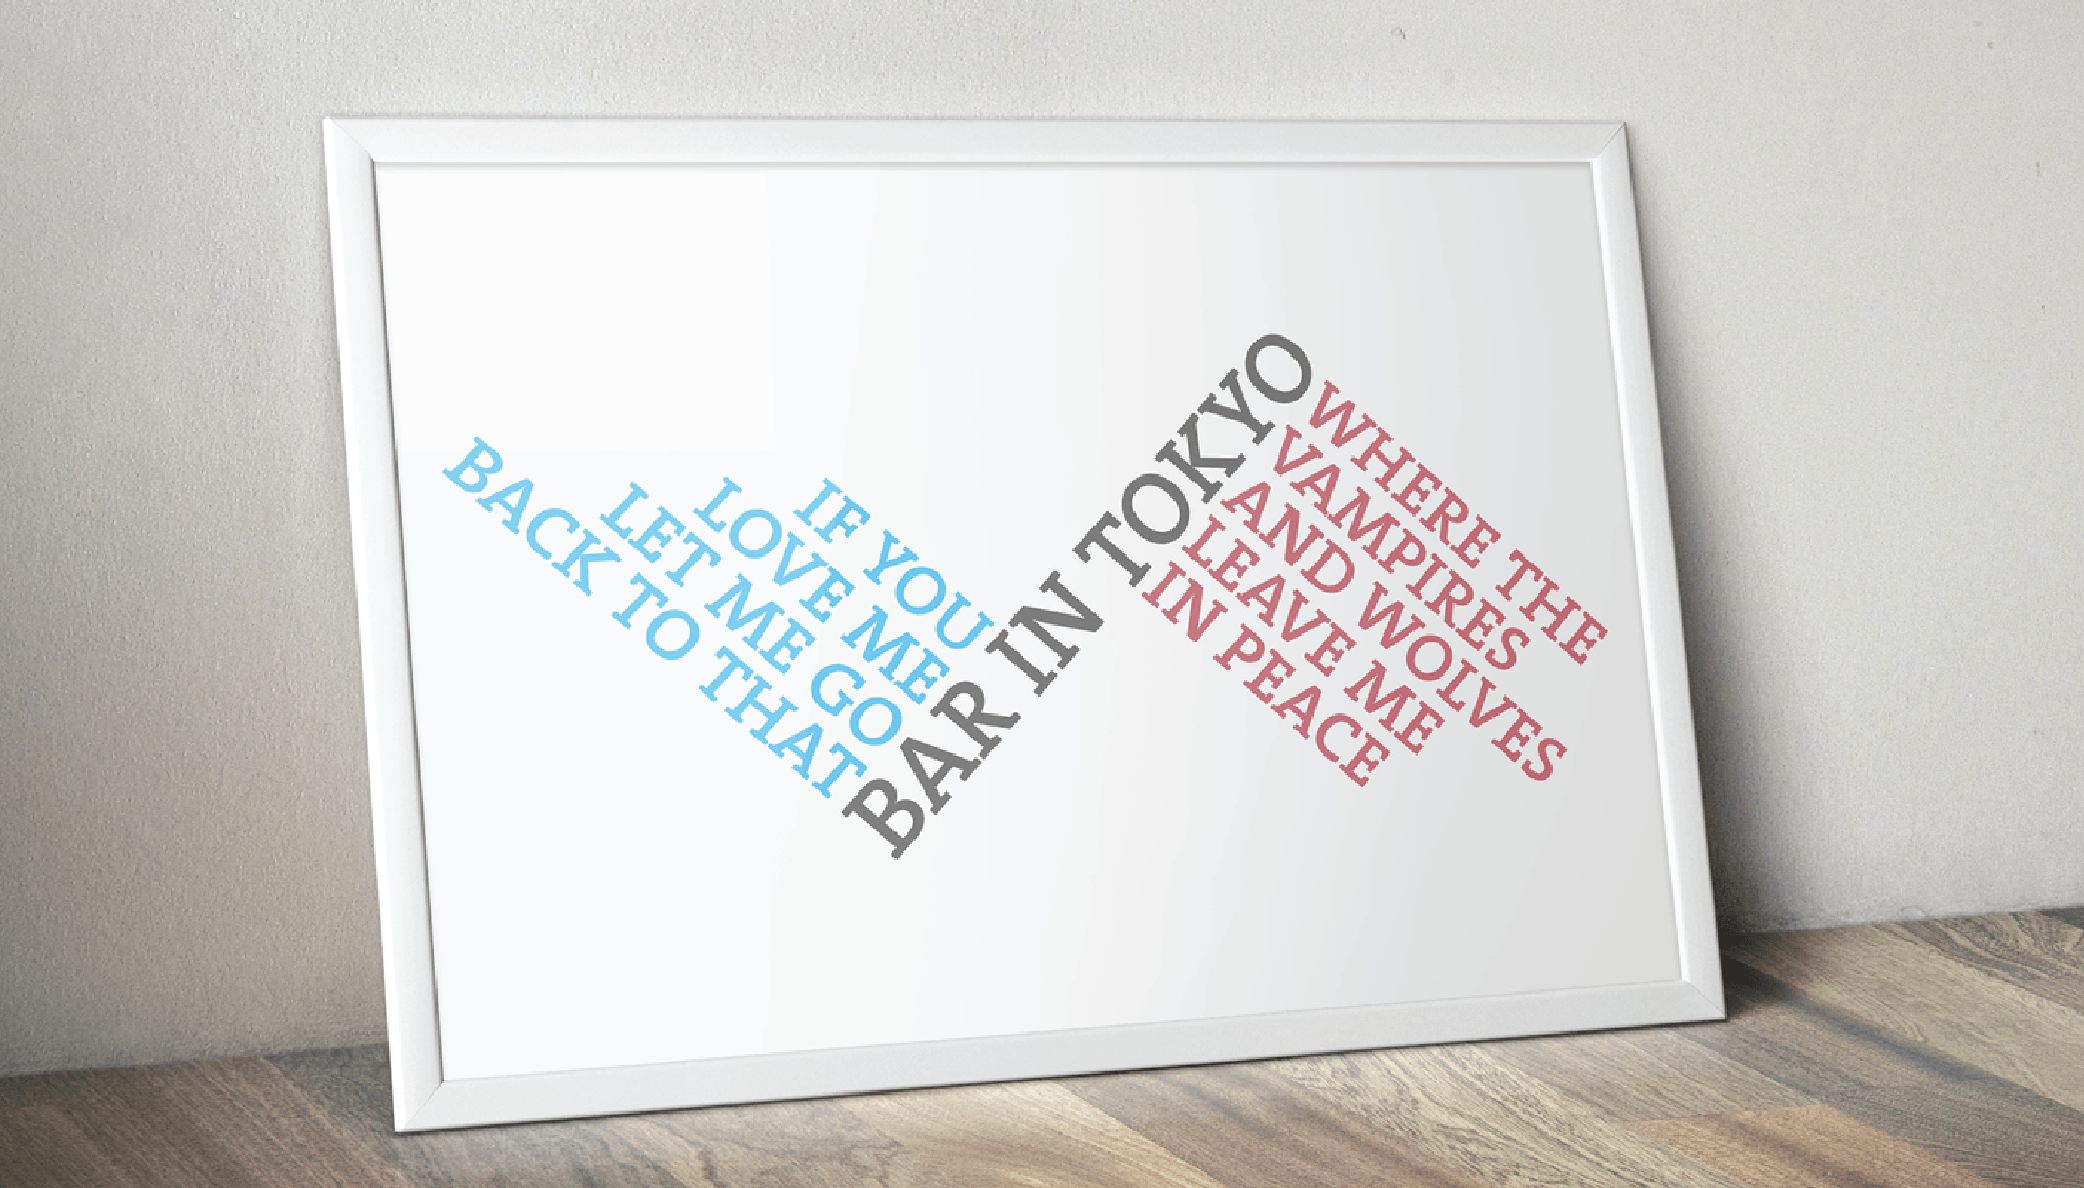 IF YOU
LOVE ME
LET ME GO
BACK TO THAT
BAR IN TOKYO
WHERE THE
VAMPIRES
AND WOLVES
LEAVE ME
IN PEACE